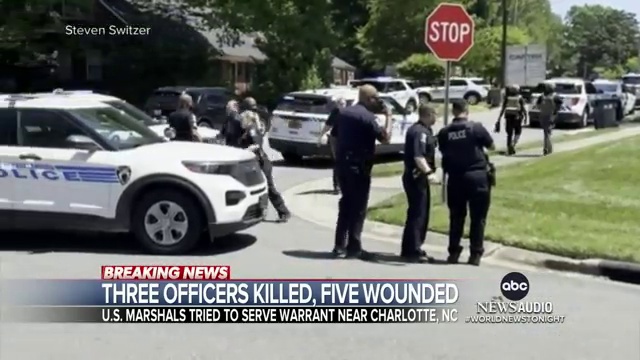 Steven Switzer
STOP
POLICE
POLICE
BREAKING NEWS
THREE OFFICERS KILLED, FIVE WOUNDED
U.S. MARSHALS TRIED TO SERVE WARRANT NEAR CHARLOTTE, NC
abc
NEWS AUDIO
#WORLDNEWSTONIGHT